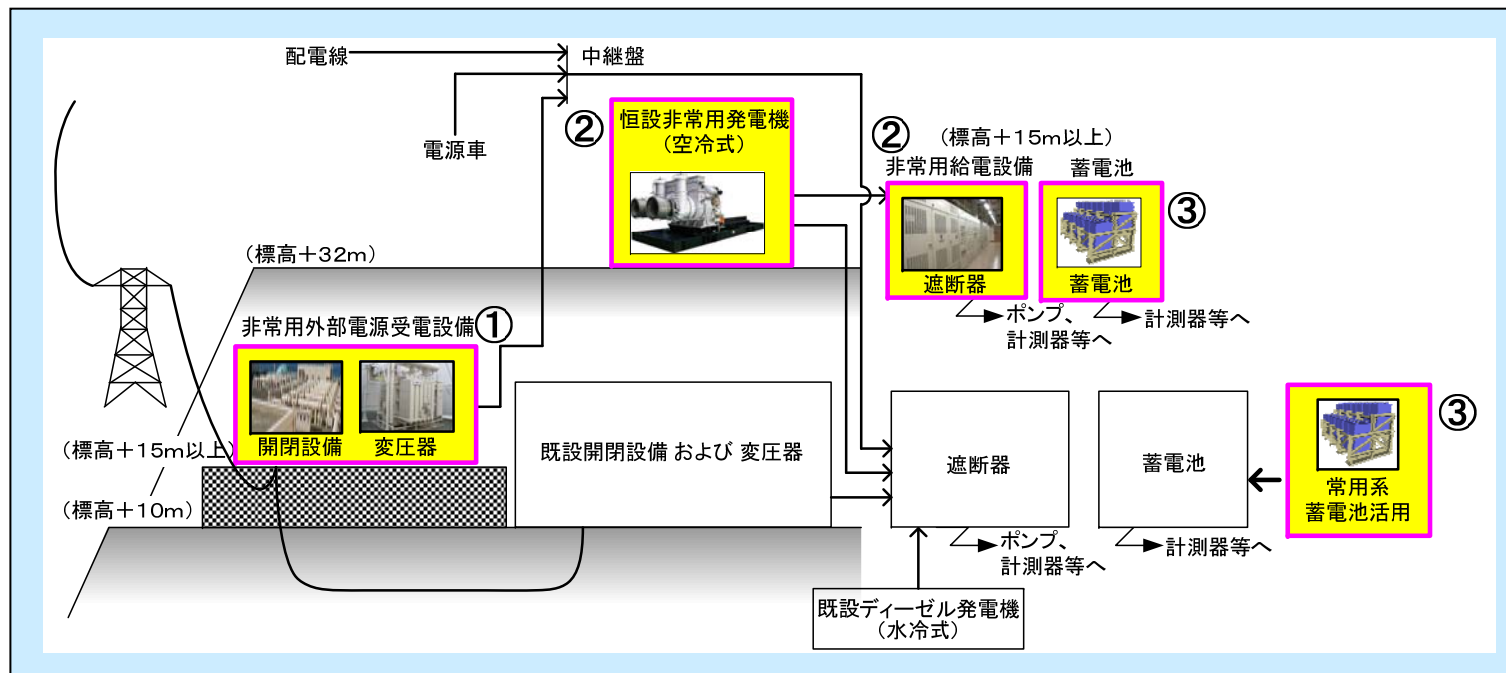 配電線
中継盤
電源車
②
恒設非常用発電機
（空冷式）
②
（標高＋15m以上）
非常用給電設備
蓄電池
遮断器
蓄電池
③
ポンプ、
計測器等へ
計測器等へ
（標高＋32m）
非常用外部電源受電設備
①
開閉設備
変圧器
（標高＋15m以上）
（標高＋10m）
既設開閉設備 および 変圧器
遮断器
蓄電池
常用系
蓄電池活用
③
ポンプ、
計測器等へ
計測器等へ
既設ディーゼル発電機
（水冷式）